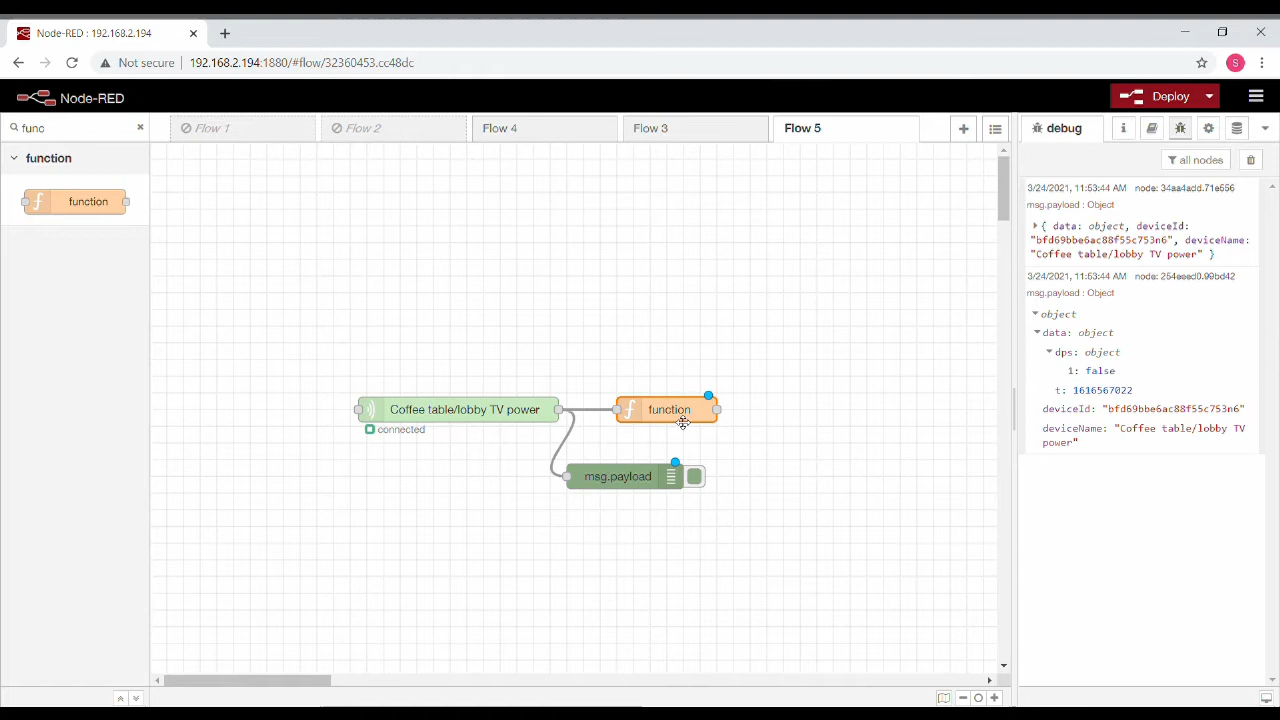 Node-RED : 192.168.2.194
Not secure
192.168.2.194:1880/#flow/32360453.cc48dc
S
Node-RED
Deploy
func
Flow 1
Flow 2
Flow 4
Flow 3
Flow 5
debug
i
function
all nodes
function
3/24/2021, 11:53:44 AM node: 34aa4add.71e556
msg.payload : Object
{ data: object, deviceId:
"bfd69bbe6ac88f55c753n6", deviceName:
"Coffee table/lobby TV power" }
3/24/2021, 11:53:44 AM node: 254eeed0.99bd42
msg.payload : Object
object
data: object
dps: object
1: false
t: 1616567022
deviceId: "bfd69bbe6ac88f55c753n6"
deviceName: "Coffee table/lobby TV
power"
Coffee table/lobby TV power
connected
function
msg.payload